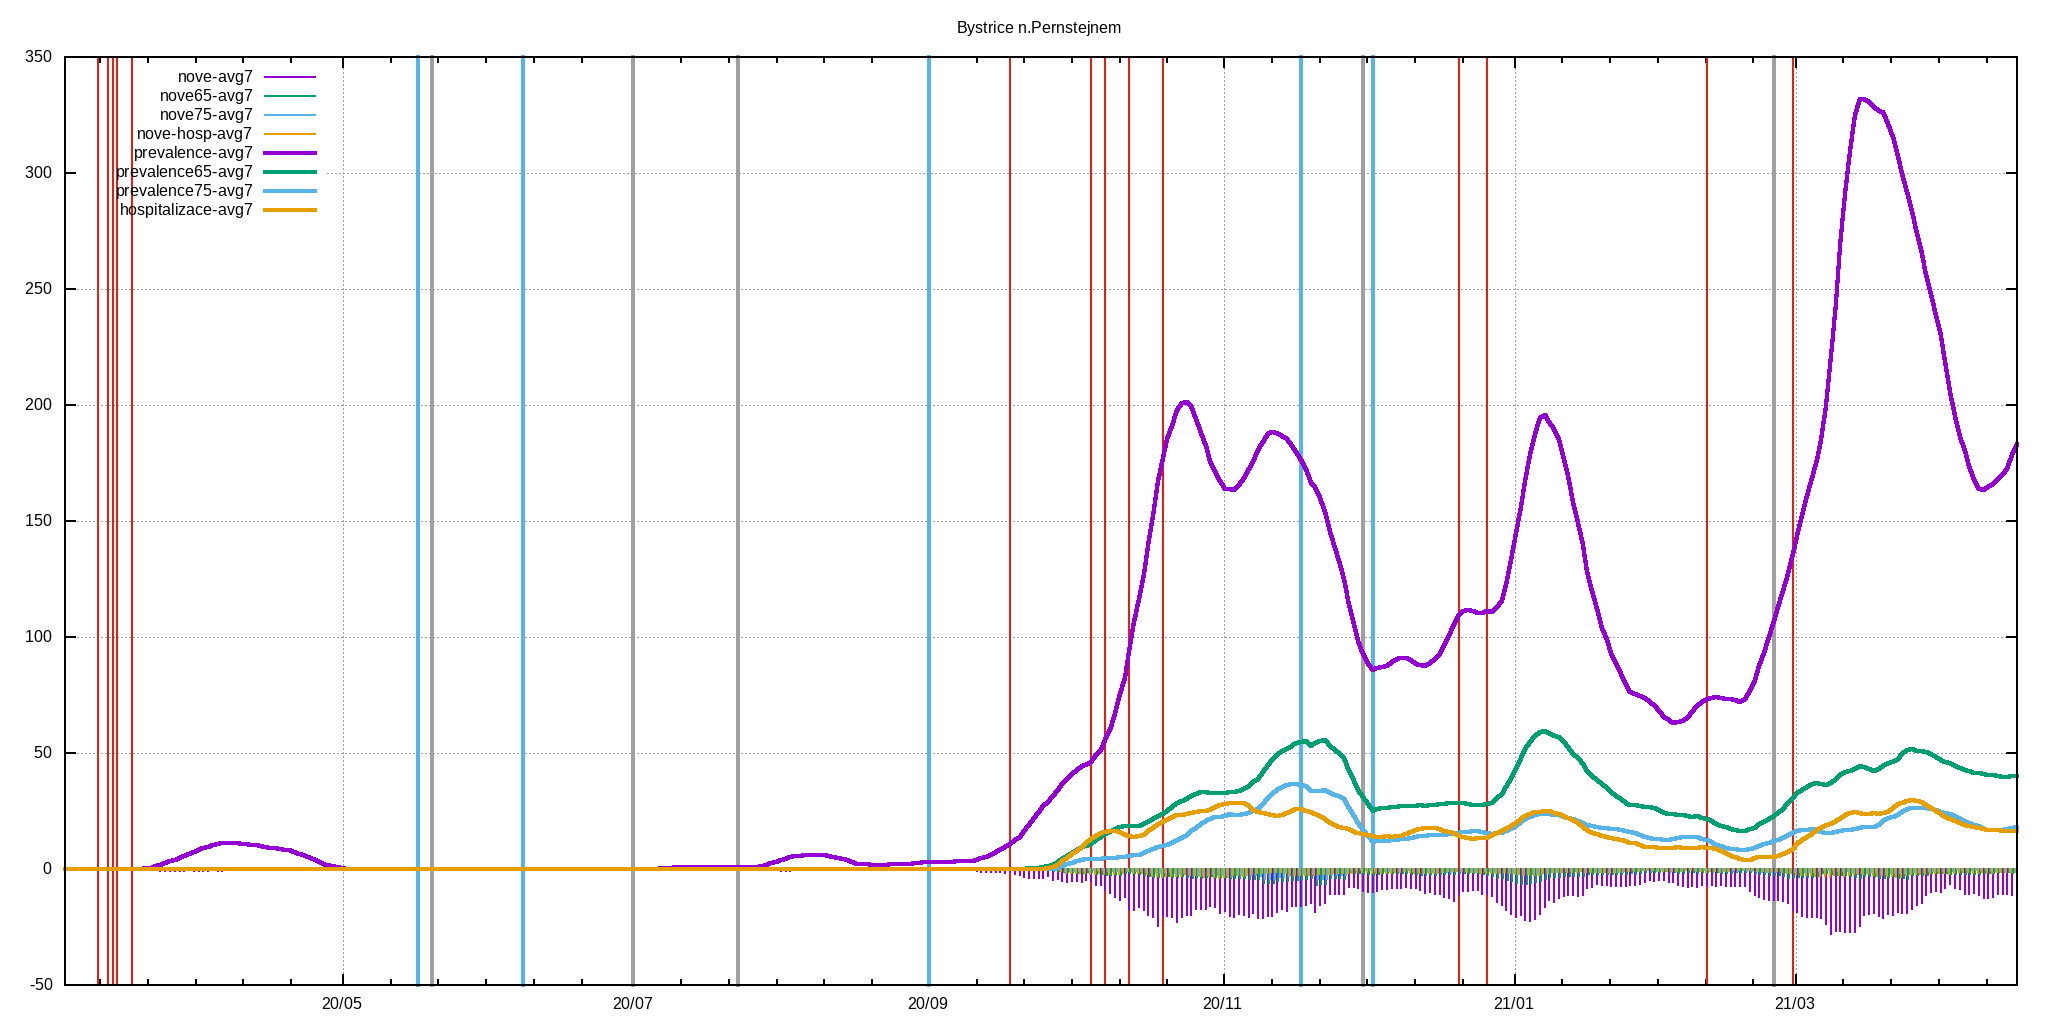 Bystrice n.Pernstejnem
350
300
250
200
150
100
50
0
-50
nove-avg7
nove65-avg7
nove75-avg7
nove-hosp-avg7
prevalence-avg7
prevalence65-avg7
prevalence75-avg7
hospitalizace-avg7
20/05 20/07 20/09 20/11 21/01 21/03